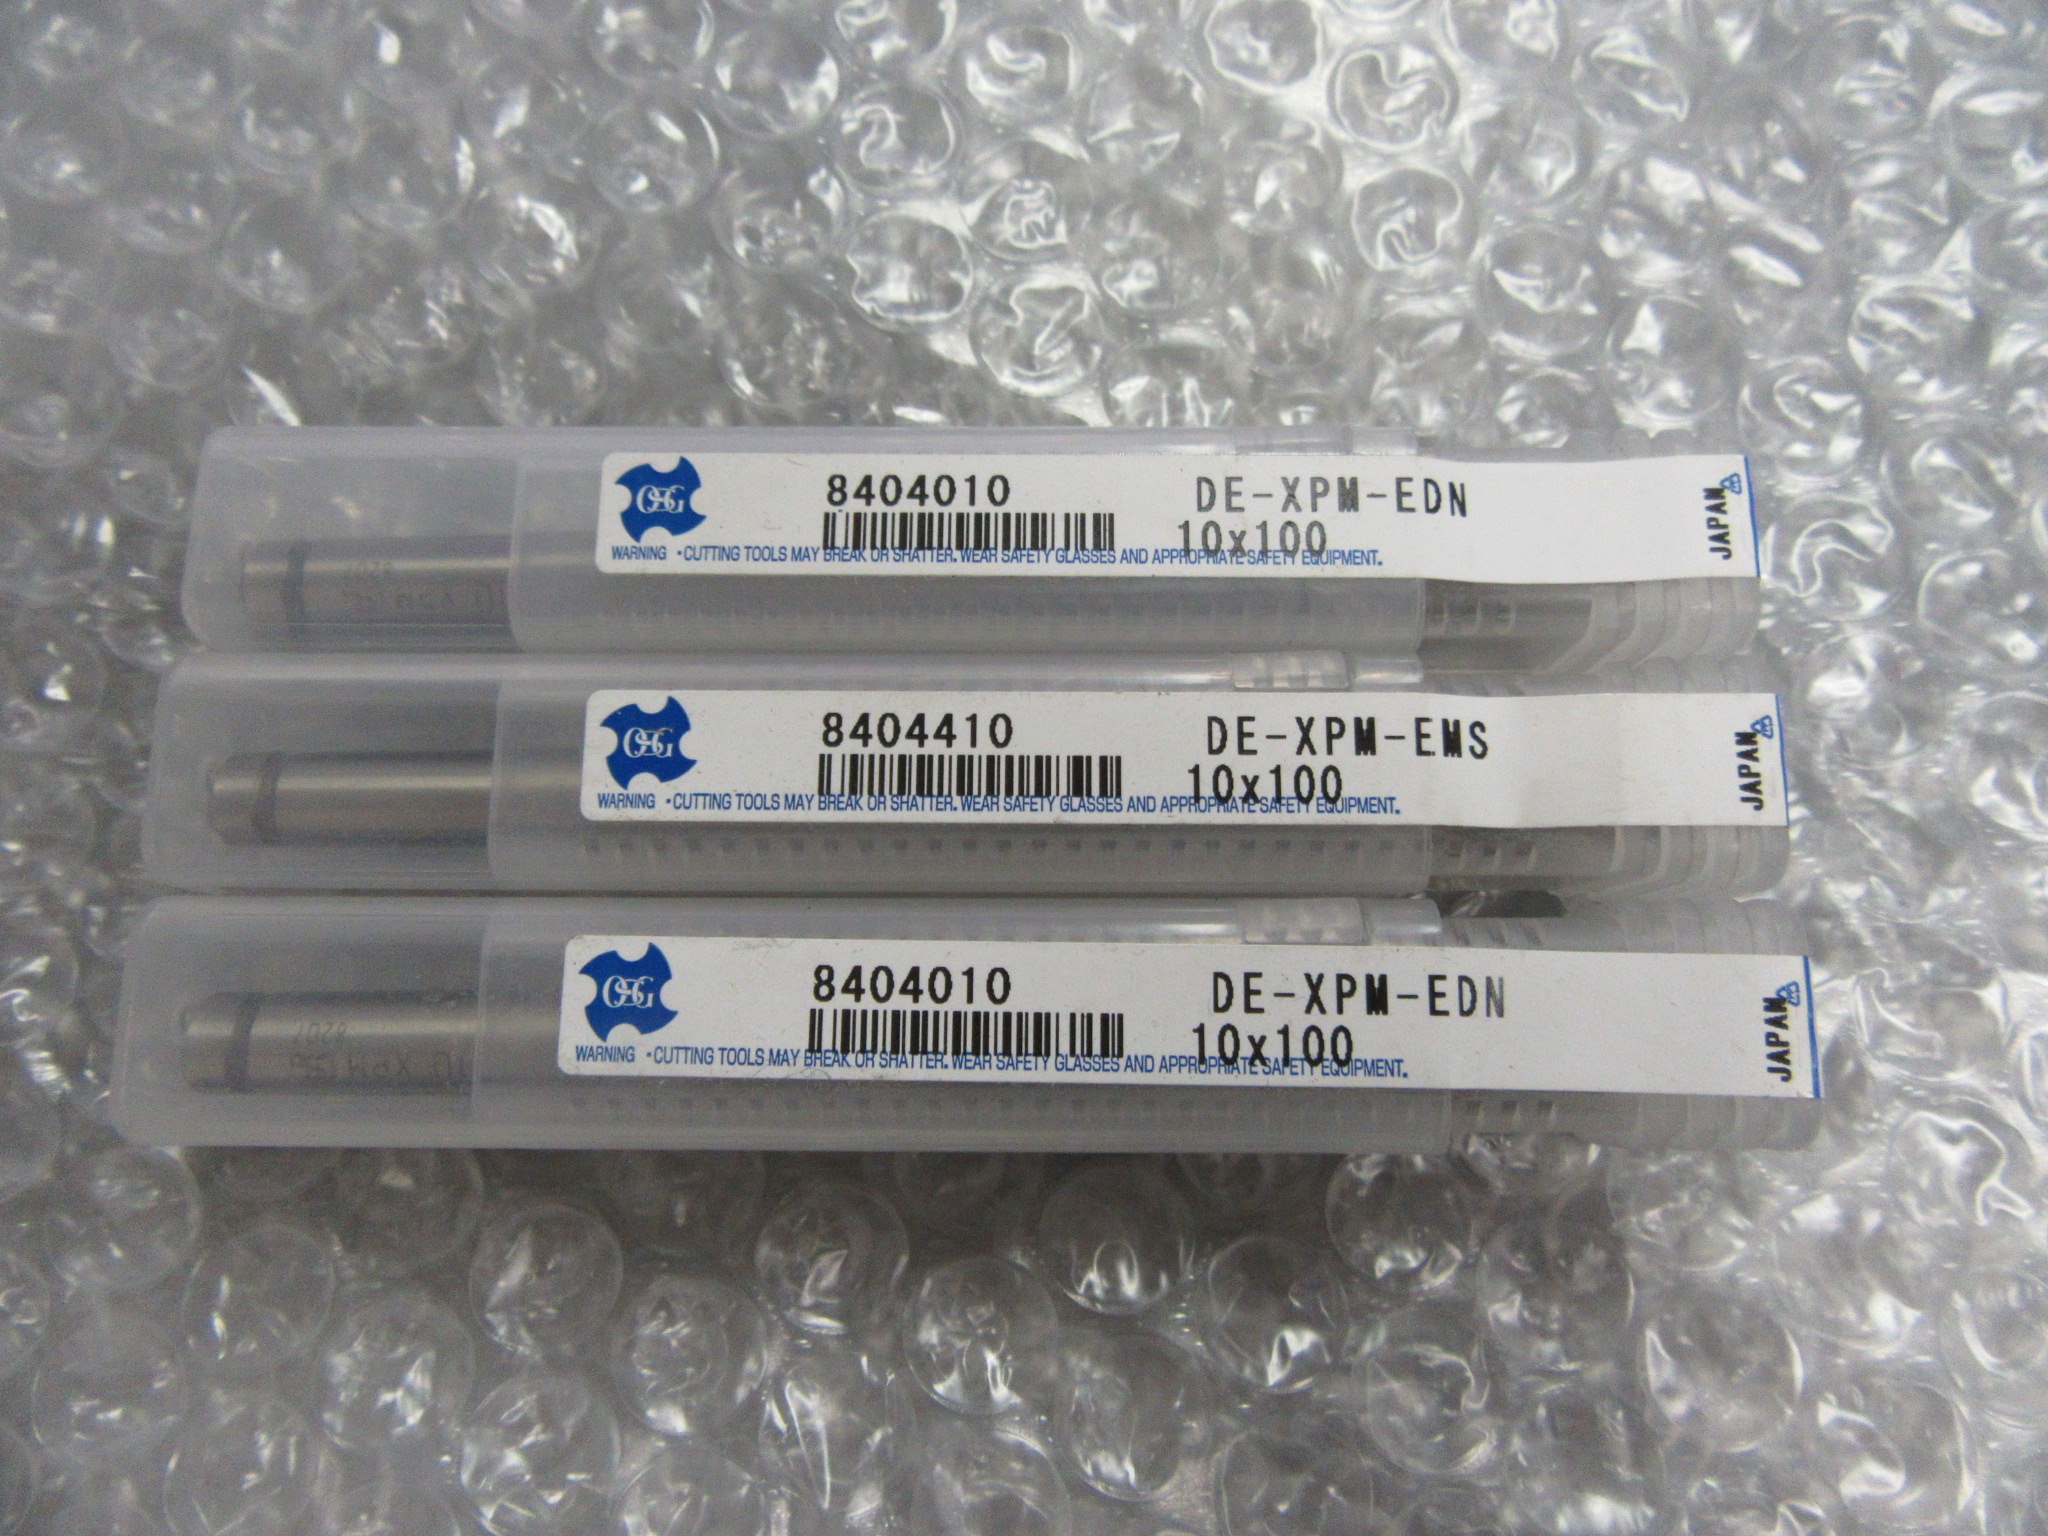 OSG
8404010 DE-XPM-EDN
10x100
WARNING ・CUTTING TOOLS MAY BREAK OR SHATTER. WEAR SAFETY GLASSES AND APPROPRIATE SAFETY EQUIPMENT.
JAPAN
OSG
8404410 DE-XPM-EMS
10x100
WARNING ・CUTTING TOOLS MAY BREAK OR SHATTER. WEAR SAFETY GLASSES AND APPROPRIATE SAFETY EQUIPMENT.
JAPAN
OSG
8404010 DE-XPM-EDN
10x100
WARNING ・CUTTING TOOLS MAY BREAK OR SHATTER. WEAR SAFETY GLASSES AND APPROPRIATE SAFETY EQUIPMENT.
JAPAN